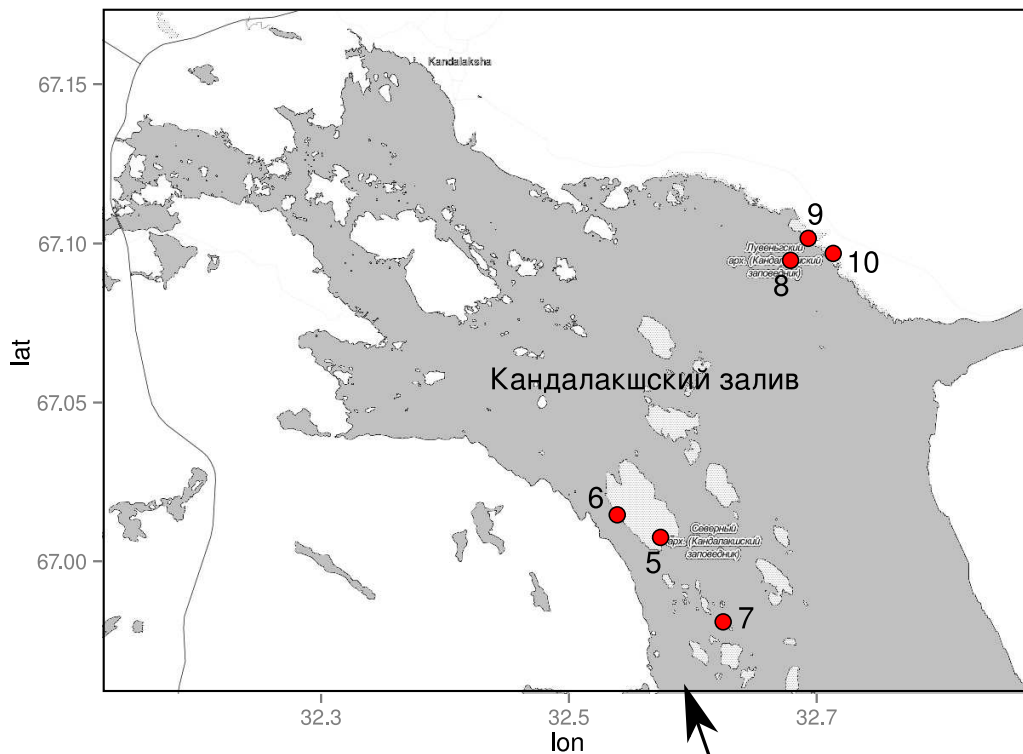 Kandalaksha
67.15
9
67.10
Лувеньгский
арх. (Кандалакшский
заповедник)
10
8
lat
Кандалакшский залив
67.05
6
Северный
арх. (Кандалакшский
заповедник)
5
67.00
7
32.3
32.5
32.7
lon